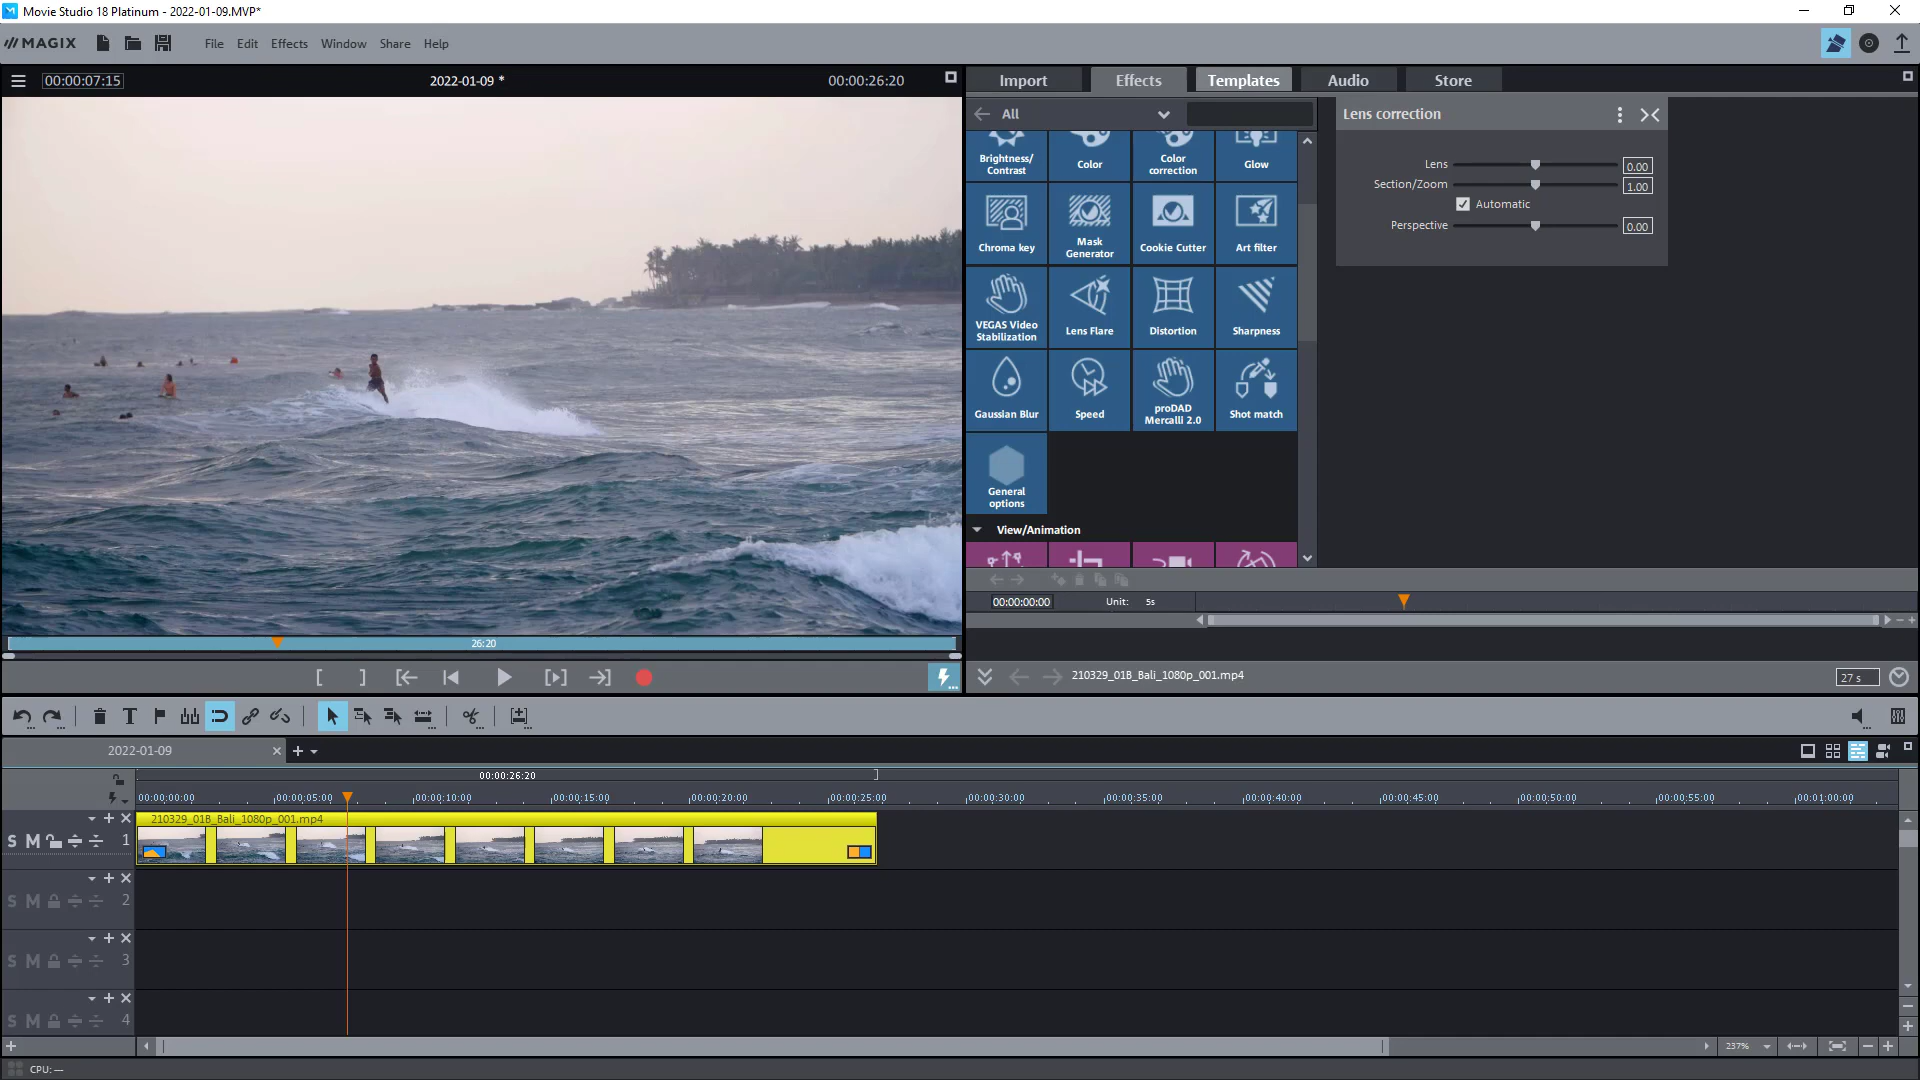 Movie Studio 18 Platinum - 2022-01-09.MVP*
MAGIX
File Edit Effects Window Share Help
00:00:07:15
2022-01-09 *
00:00:26:20
Import Effects Templates Audio Store
All
Brightness/
Contrast
Color
Color
correction
Glow
Chroma key
Mask
Generator
Cookie Cutter
Art filter
VEGAS Video
Stabilization
Lens Flare
Distortion
Sharpness
Gaussian Blur
Speed
proDAD
Mercalli 2.0
Shot match
General
options
View/Animation
Lens correction
Lens 0.00
Section/Zoom 1.00
Automatic
Perspective 0.00
00:00:00:00 Unit: 5s
26:20
210329_01B_Bali_1080p_001.mp4
27 s
2022-01-09
00:00:26:20
00:00:00:00 00:00:05:00 00:00:10:00 00:00:15:00 00:00:20:00 00:00:25:00 00:00:30:00 00:00:35:00 00:00:40:00 00:00:45:00 00:00:50:00 00:00:55:00 00:01:00:00
210329_01B_Bali_1080p_001.mp4
S M 1
S M 2
S M 3
S M 4
237%
CPU: —